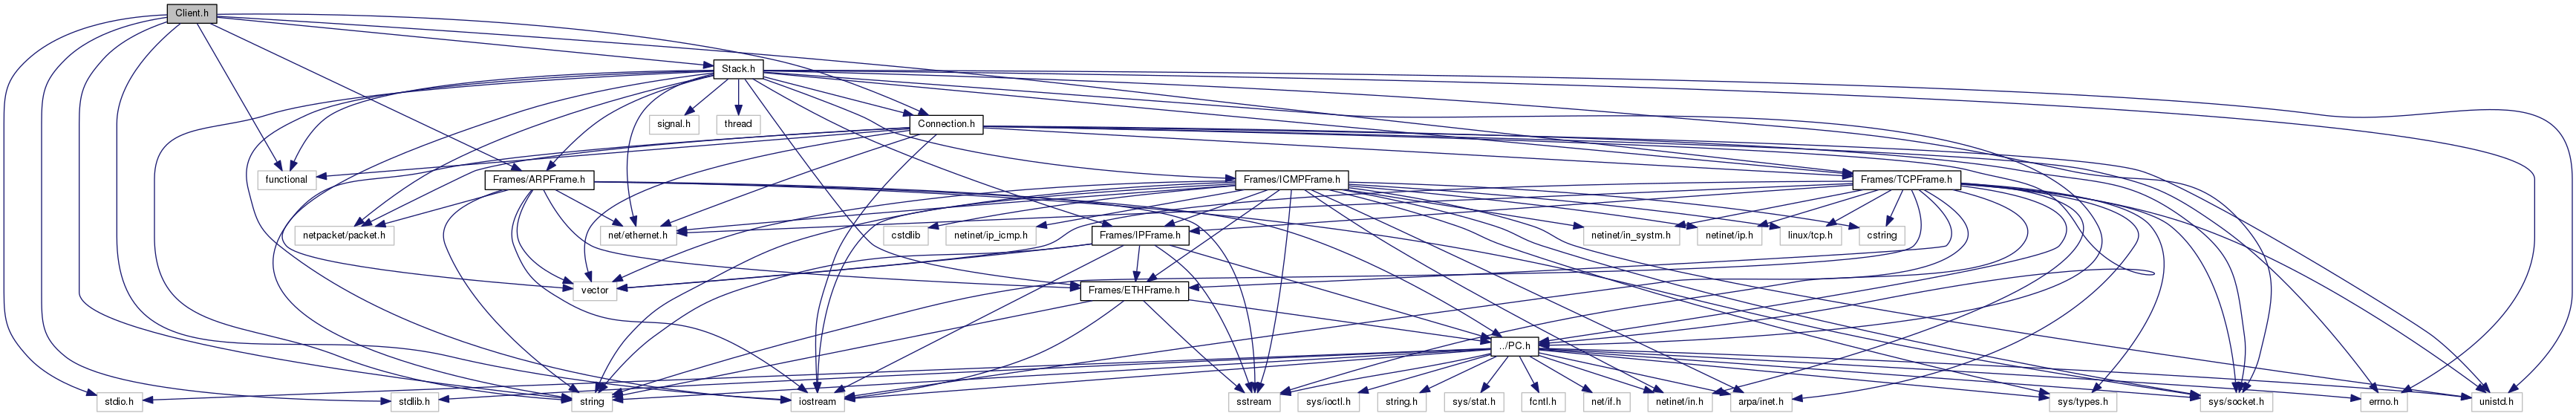 Client.h
Stack.h
signal.h
thread
Connection.h
functional
Frames/ARPFrame.h
Frames/ICMPFrame.h
Frames/TCPFrame.h
netpacket/packet.h
net/ethernet.h
cstdlib
netinet/ip_icmp.h
Frames/IPFrame.h
netinet/in_systm.h
netinet/ip.h
linux/tcp.h
cstring
vector
Frames/ETHFrame.h
../PC.h
stdio.h
stdlib.h
string
iostream
sstream
sys/ioctl.h
string.h
sys/stat.h
fcntl.h
net/if.h
netinet/in.h
arpa/inet.h
sys/types.h
sys/socket.h
errno.h
unistd.h